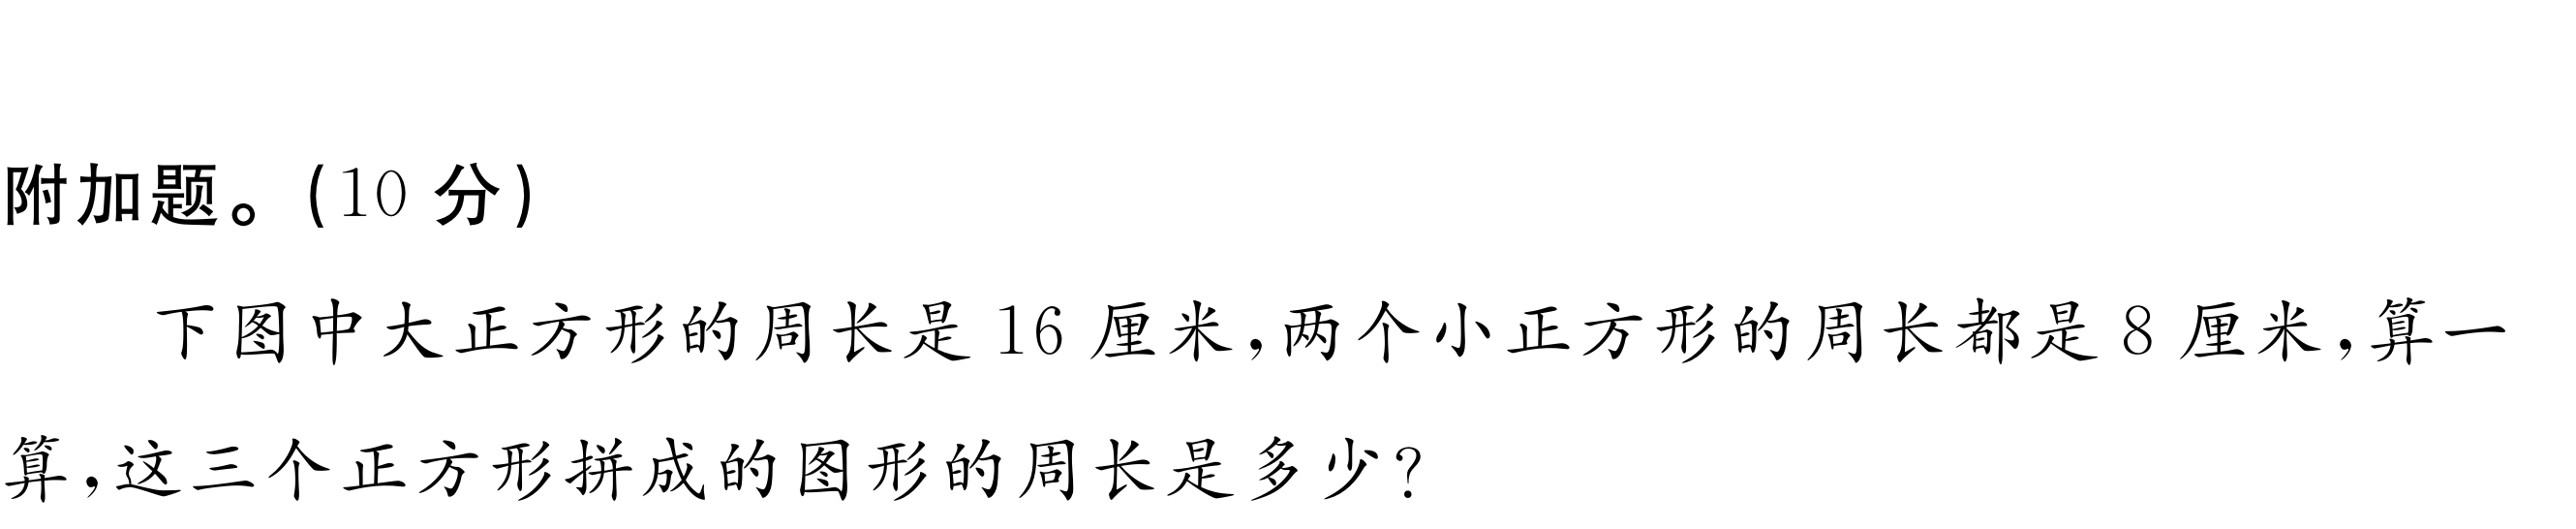 附加题。(10 分)
下图中大正方形的周长是 16 厘米,两个小正方形的周长都是 8 厘米,算一
算,这三个正方形拼成的图形的周长是多少?